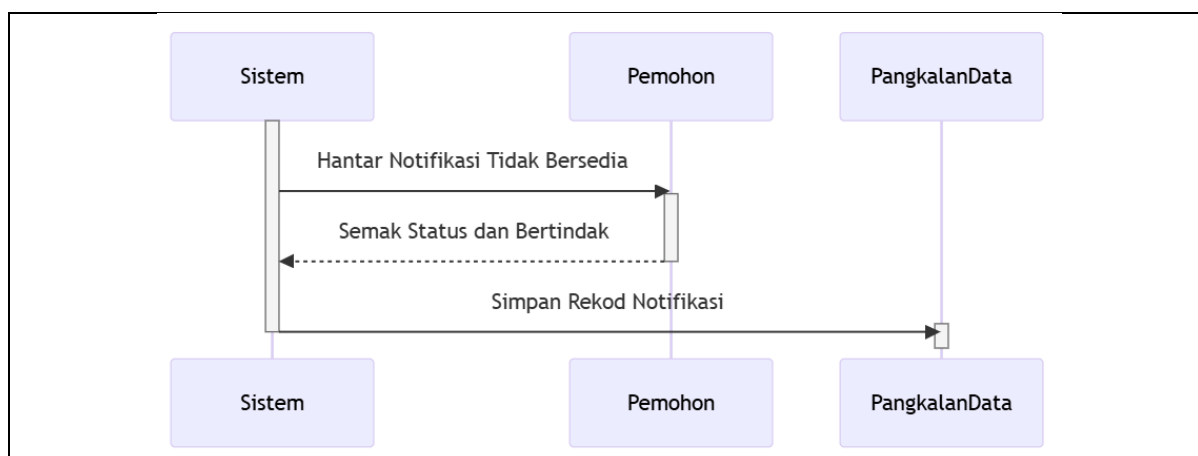 Sistem
Pemohon
PangkalanData
Hantar Notifikasi Tidak Bersedia
Semak Status dan Bertindak
Simpan Rekod Notifikasi
Sistem
Pemohon
PangkalanData